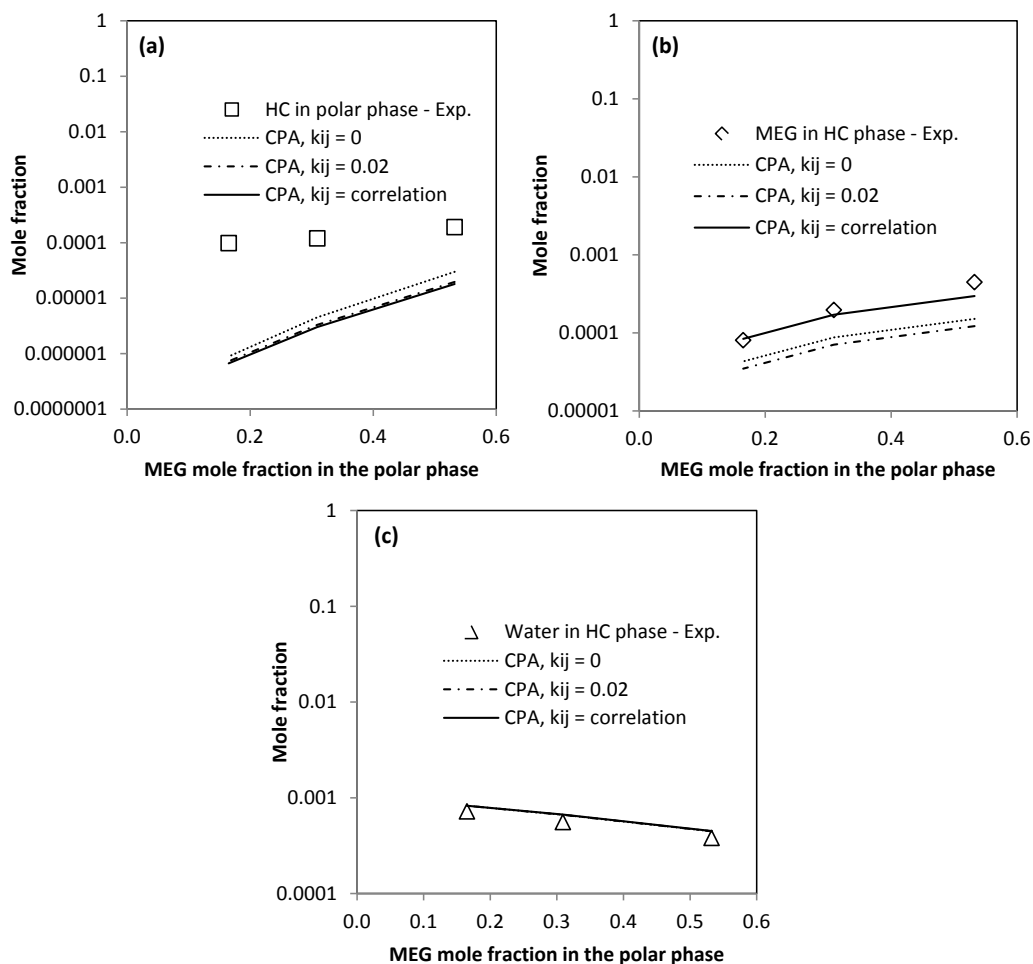 (a)
1
0.1
0.01
0.001
0.0001
0.00001
0.000001
0.0000001
Mole fraction
HC in polar phase - Exp.
CPA, kij = 0
CPA, kij = 0.02
CPA, kij = correlation
0.0 0.2 0.4 0.6
MEG mole fraction in the polar phase
(b)
1
0.1
0.01
0.001
0.0001
0.00001
Mole fraction
MEG in HC phase - Exp.
CPA, kij = 0
CPA, kij = 0.02
CPA, kij = correlation
0.0 0.2 0.4 0.6
MEG mole fraction in the polar phase
(c)
1
0.1
0.01
0.001
0.0001
Mole fraction
Water in HC phase - Exp.
CPA, kij = 0
CPA, kij = 0.02
CPA, kij = correlation
0.0 0.1 0.2 0.3 0.4 0.5 0.6
MEG mole fraction in the polar phase